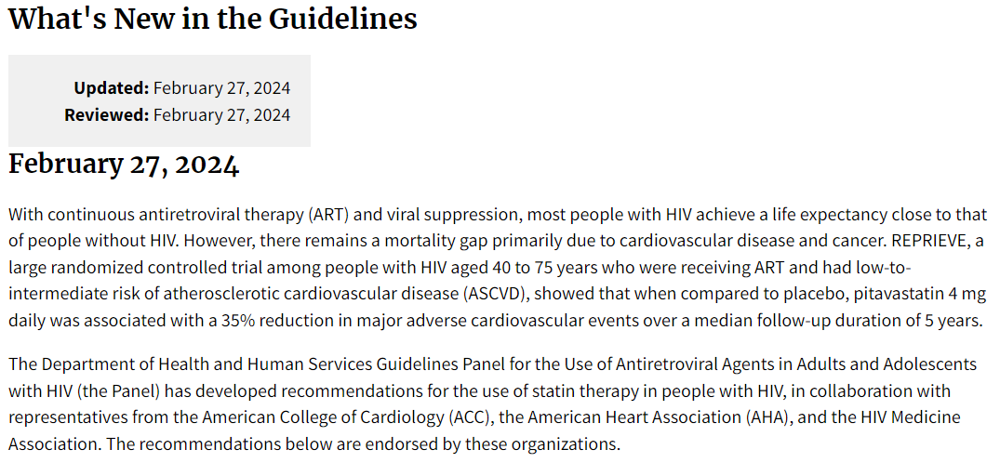 What's New in the Guidelines
Updated: February 27, 2024
Reviewed: February 27, 2024
February 27, 2024
With continuous antiretroviral therapy (ART) and viral suppression, most people with HIV achieve a life expectancy close to that
of people without HIV. However, there remains a mortality gap primarily due to cardiovascular disease and cancer. REPRIEVE, a
large randomized controlled trial among people with HIV aged 40 to 75 years who were receiving ART and had low-to-
intermediate risk of atherosclerotic cardiovascular disease (ASCVD), showed that when compared to placebo, pitavastatin 4 mg
daily was associated with a 35% reduction in major adverse cardiovascular events over a median follow-up duration of 5 years.
The Department of Health and Human Services Guidelines Panel for the Use of Antiretroviral Agents in Adults and Adolescents
with HIV (the Panel) has developed recommendations for the use of statin therapy in people with HIV, in collaboration with
representatives from the American College of Cardiology (ACC), the American Heart Association (AHA), and the HIV Medicine
Association. The recommendations below are endorsed by these organizations.